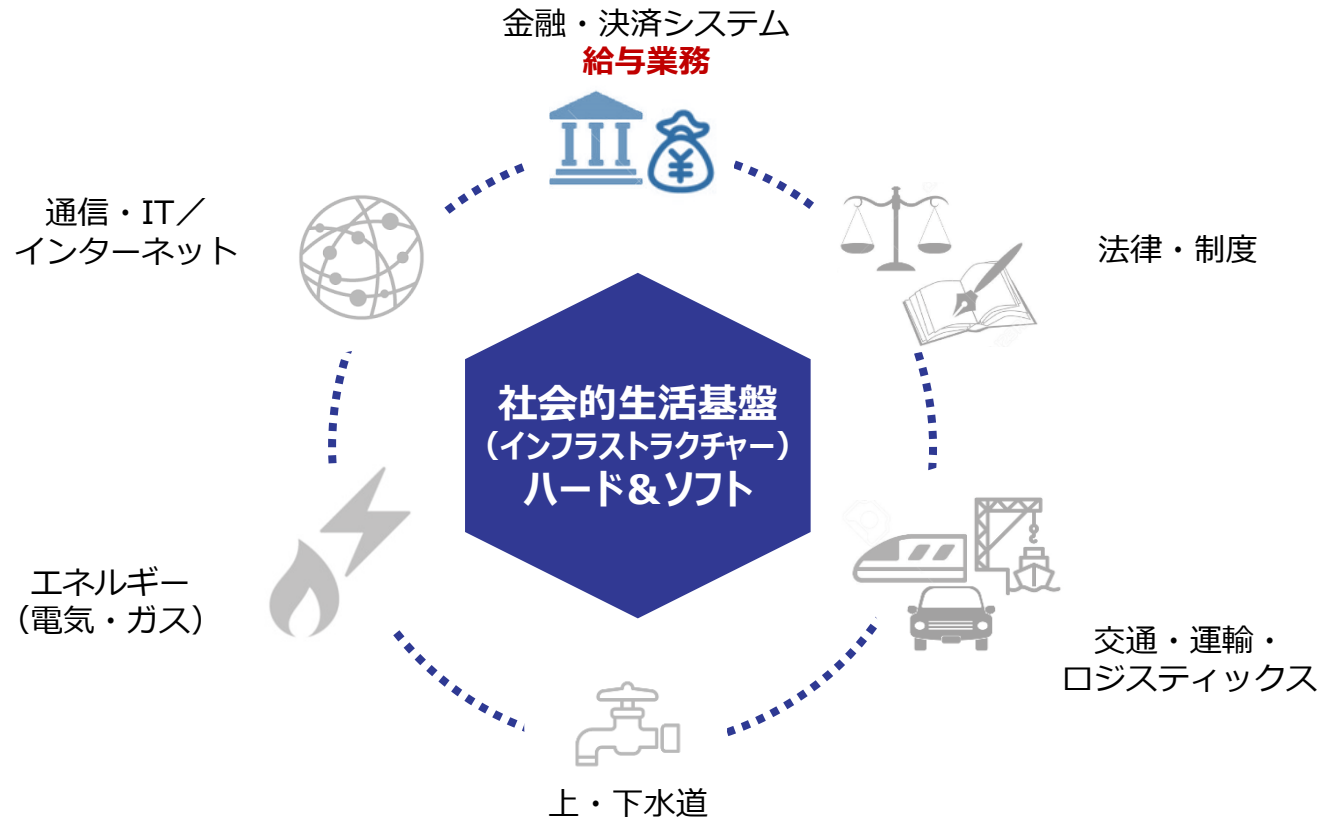 金融・決済システム
給与業務
通信・IT／
インターネット
法律・制度
社会的生活基盤
（インフラストラクチャー）
ハード＆ソフト
エネルギー
（電気・ガス）
交通・運輸・
ロジスティックス
上・下水道
¥